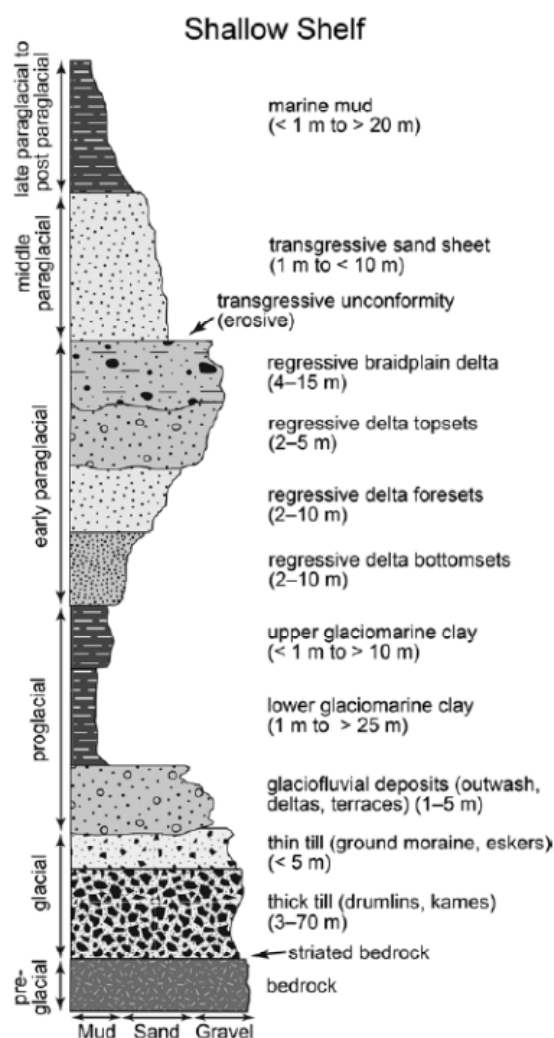 Shallow Shelf
late paraglacial to
post paraglacial
marine mud
(< 1 m to > 20 m)
middle
paraglacial
transgressive sand sheet
(1 m to < 10 m)
transgressive unconformity
(erosive)
early paraglacial
regressive braidplain delta
(4–15 m)
regressive delta topsets
(2–5 m)
regressive delta foresets
(2–10 m)
regressive delta bottomsets
(2–10 m)
proglacial
upper glaciomarine clay
(< 1 m to > 10 m)
lower glaciomarine clay
(1 m to > 25 m)
glaciofluvial deposits (outwash,
deltas, terraces) (1–5 m)
glacial
thin till (ground moraine, eskers)
(< 5 m)
thick till (drumlins, kames)
(3–70 m)
striated bedrock
pre-
glacial
bedrock
Mud Sand Gravel